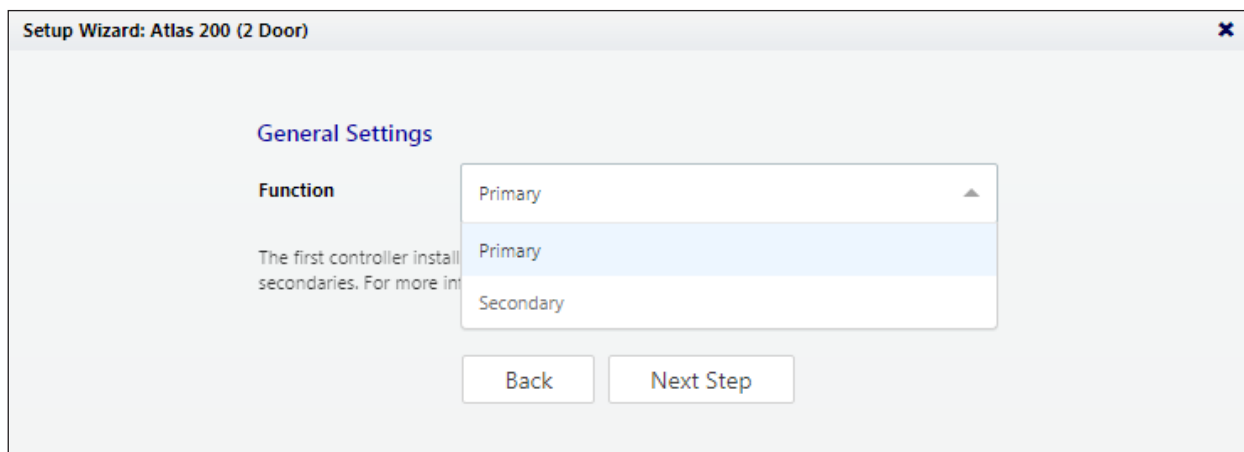 Setup Wizard: Atlas 200 (2 Door)
General Settings
Function
Primary
Primary
Secondary
The first controller install
secondaries. For more
Back
Next Step